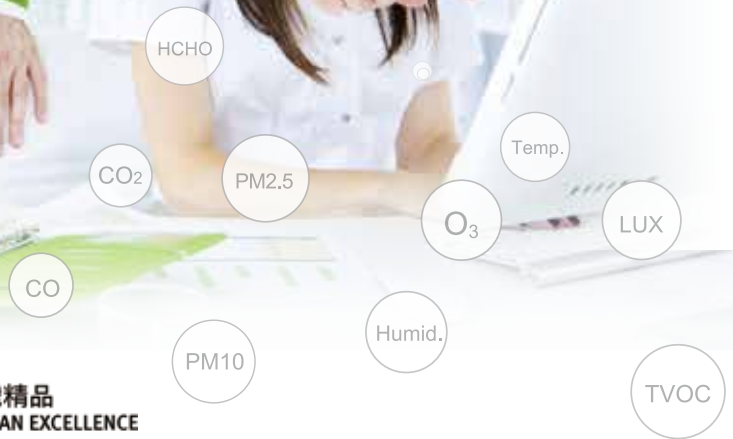 HCHO
Temp.
CO2
PM2.5
O3
LUX
CO
Humid.
PM10
TVOC
精品
AN EXCELLENCE